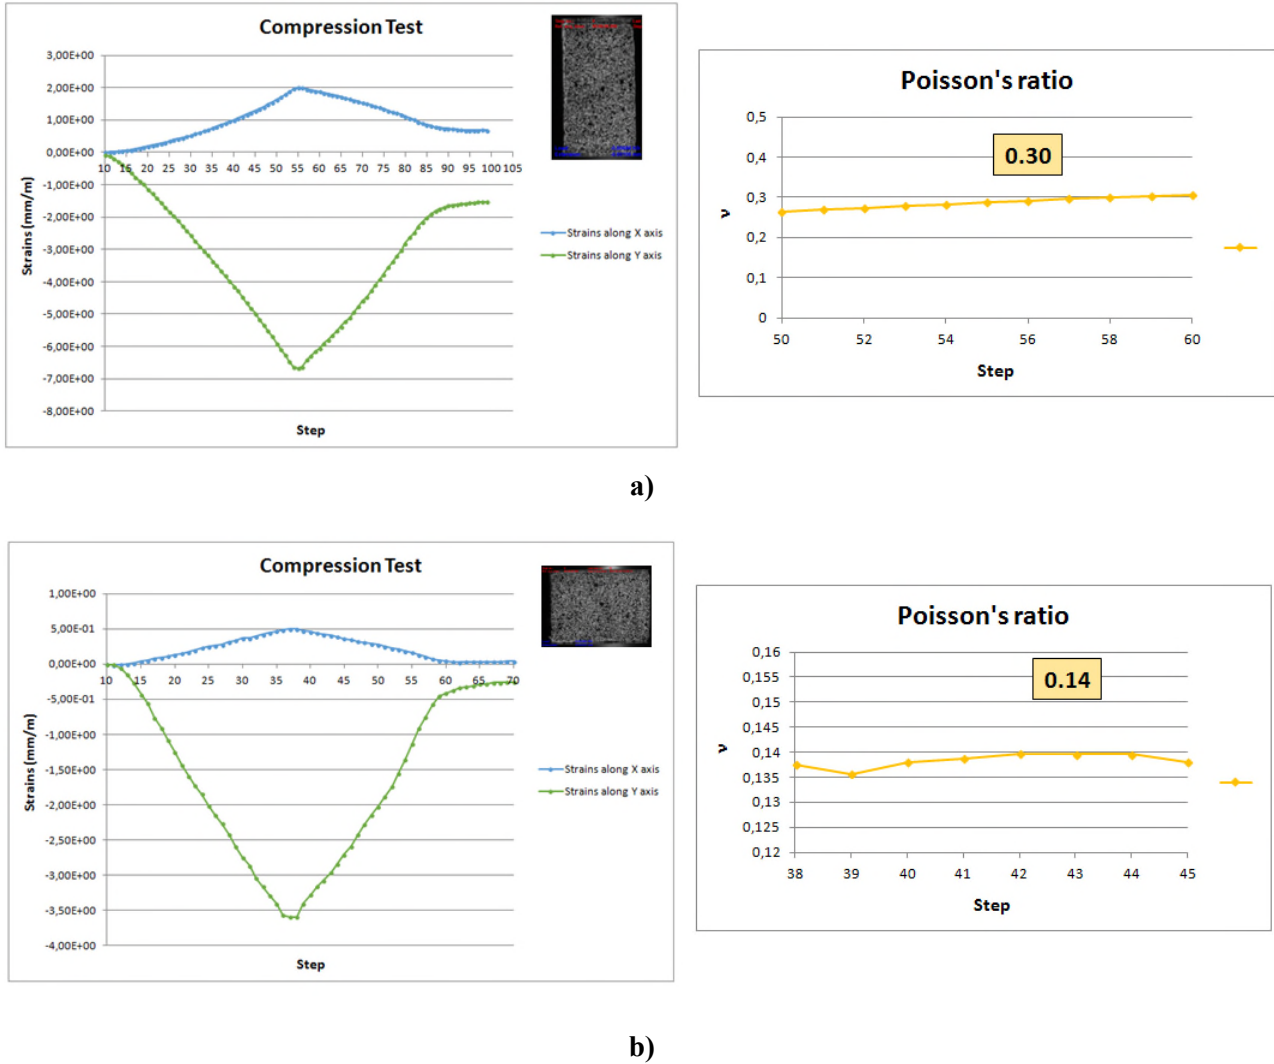 Compression Test
3,00E+00
2,00E+00
1,00E+00
0,00E+00
-1,00E+00
-2,00E+00
-3,00E+00
-4,00E+00
-5,00E+00
-6,00E+00
-7,00E+00
-8,00E+00
10 15 20 25 30 35 40 45 50 55 60 65 70 75 80 85 90 95 100 105
Strains (mm/m)
Step
Strains along X axis
Strains along Y axis
Poisson's ratio
0.30
0,5
0,4
0,3
0,2
0,1
0
ν
50 52 54 56 58 60
Step
a)
Compression Test
1,00E+00
5,00E-01
0,00E+00
-5,00E-01
-1,00E+00
-1,50E+00
-2,00E+00
-2,50E+00
-3,00E+00
-3,50E+00
-4,00E+00
10 15 20 25 30 35 40 45 50 55 60 65 70
Strains (mm/m)
Step
Strains along X axis
Strains along Y axis
Poisson's ratio
0.14
0,16
0,155
0,15
0,145
0,14
0,135
0,13
0,125
0,12
ν
38 39 40 41 42 43 44 45
Step
b)